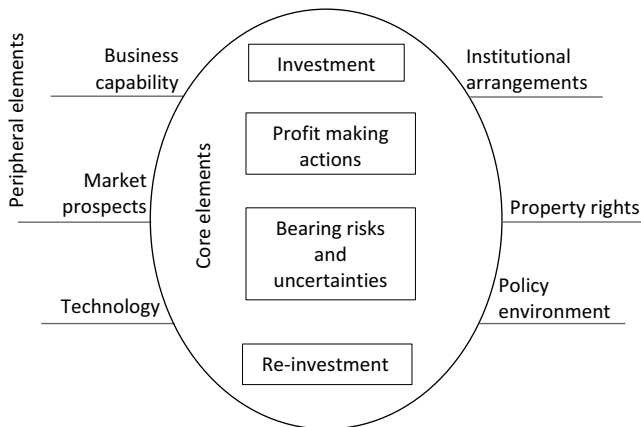 Peripheral elements
Business
capability
Market
prospects
Technology
Core elements
Investment
Profit making
actions
Bearing risks
and
uncertainties
Re-investment
Institutional
arrangements
Property rights
Policy
environment